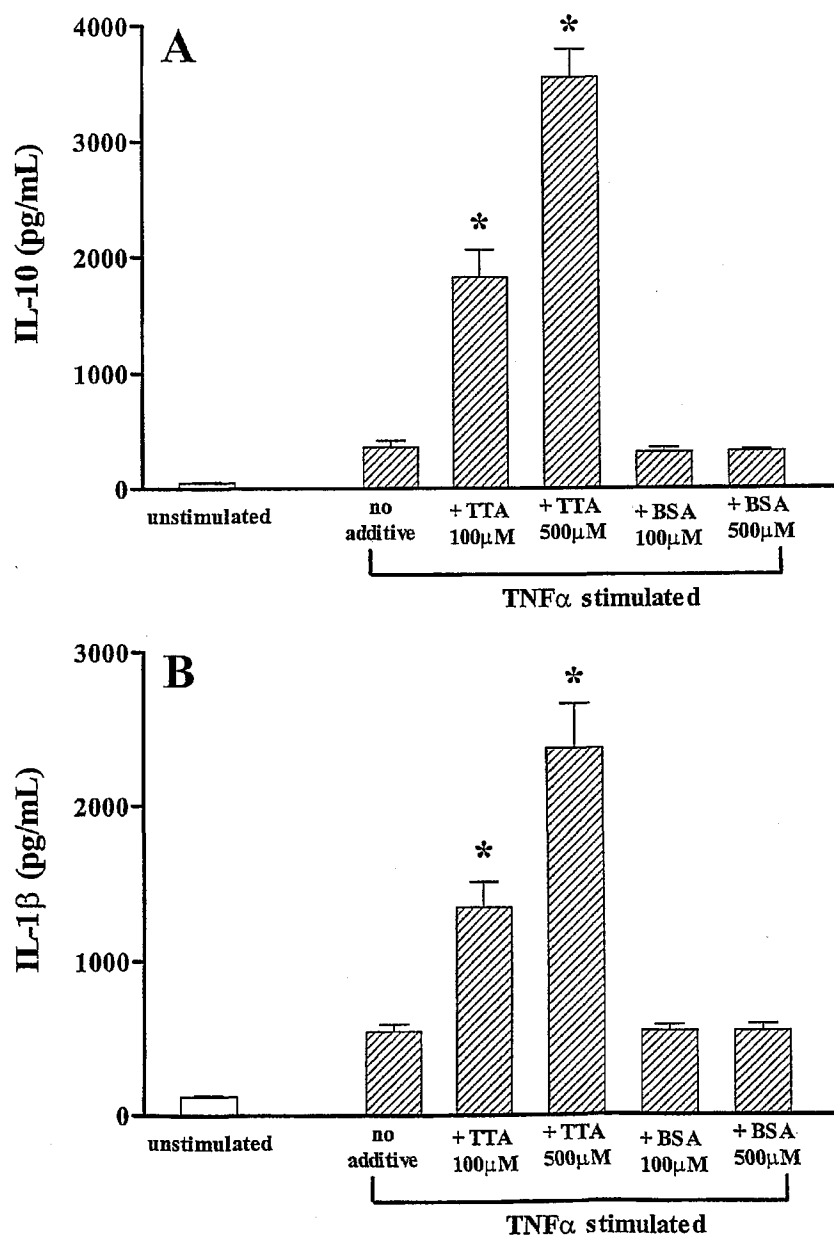 A
4000
3000
2000
1000
0
IL-10 (pg/mL)
*
*
unstimulated
no additive
+ TTA 100μM
+ TTA 500μM
+ BSA 100μM
+ BSA 500μM
TNFα stimulated
B
3000
2000
1000
0
IL-1β (pg/mL)
*
*
unstimulated
no additive
+ TTA 100μM
+ TTA 500μM
+ BSA 100μM
+ BSA 500μM
TNFα stimulated